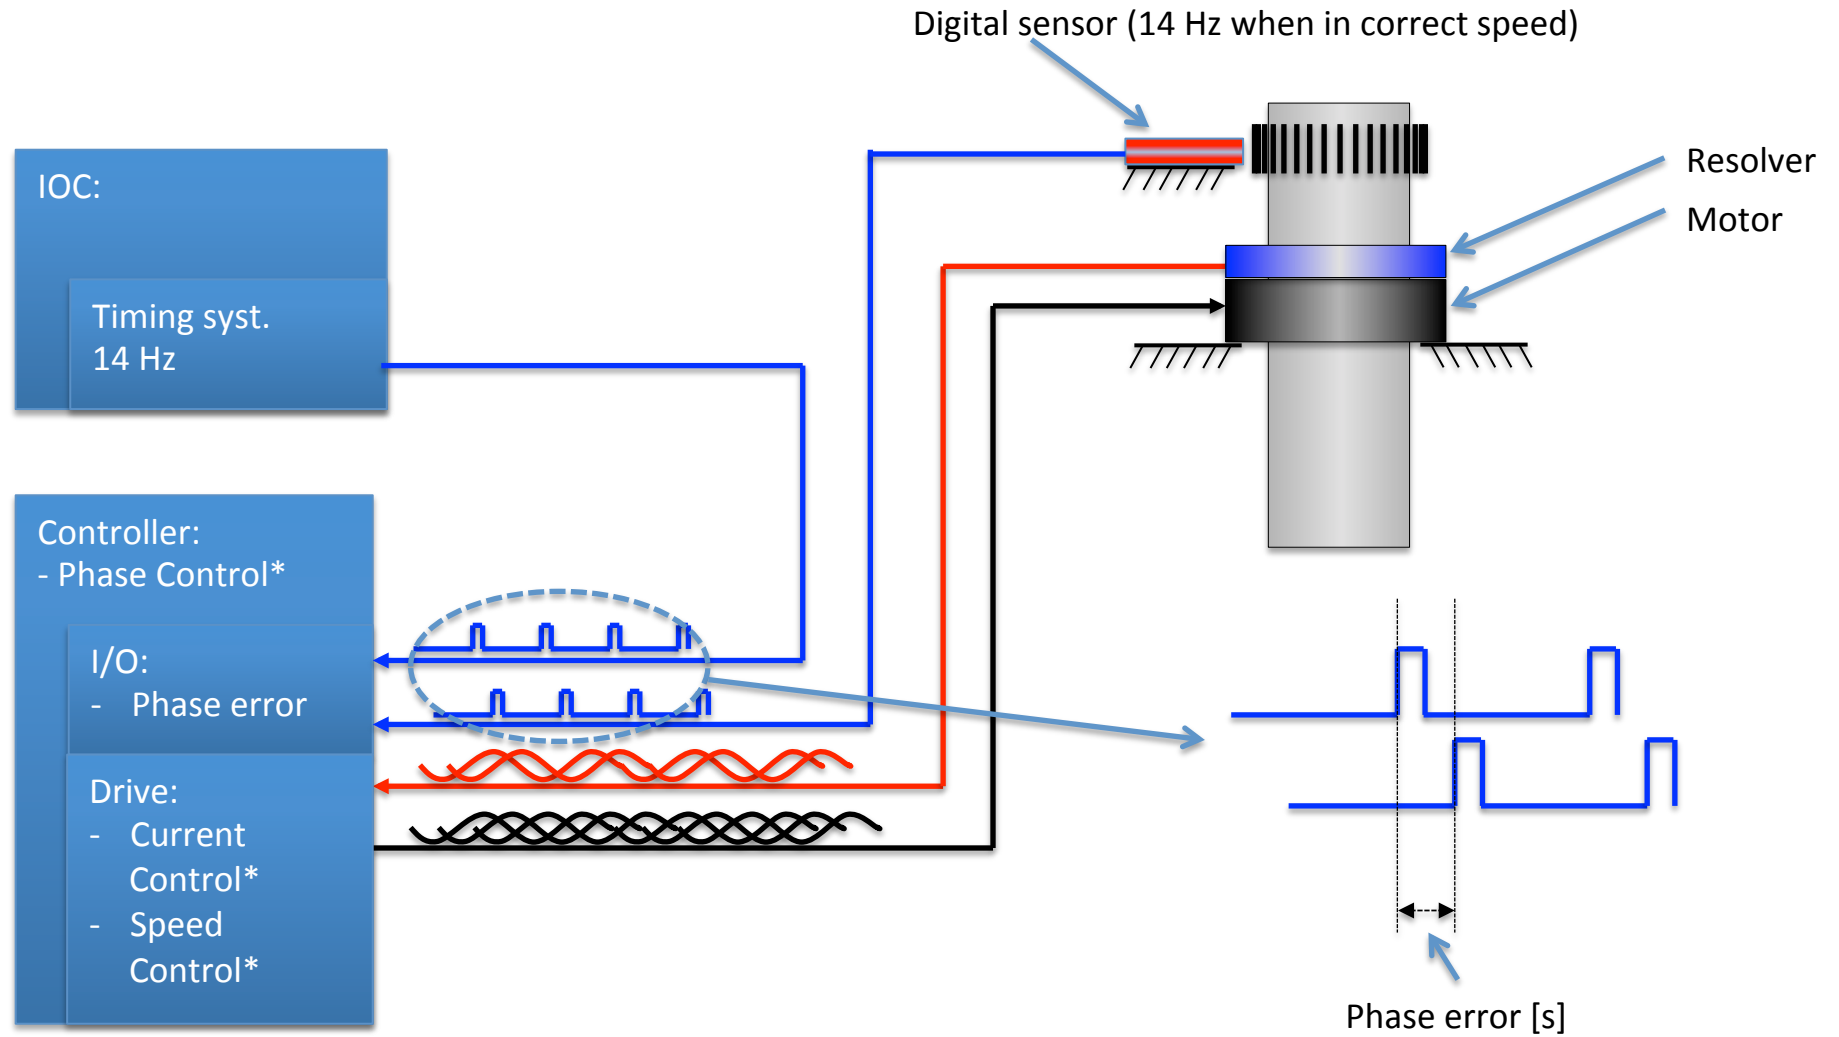 Digital sensor (14 Hz when in correct speed)
IOC:
Timing syst.
14 Hz
Resolver
Motor
Controller:
- Phase Control*
I/O:
- Phase error
Drive:
- Current
Control*
- Speed
Control*
Phase error [s]